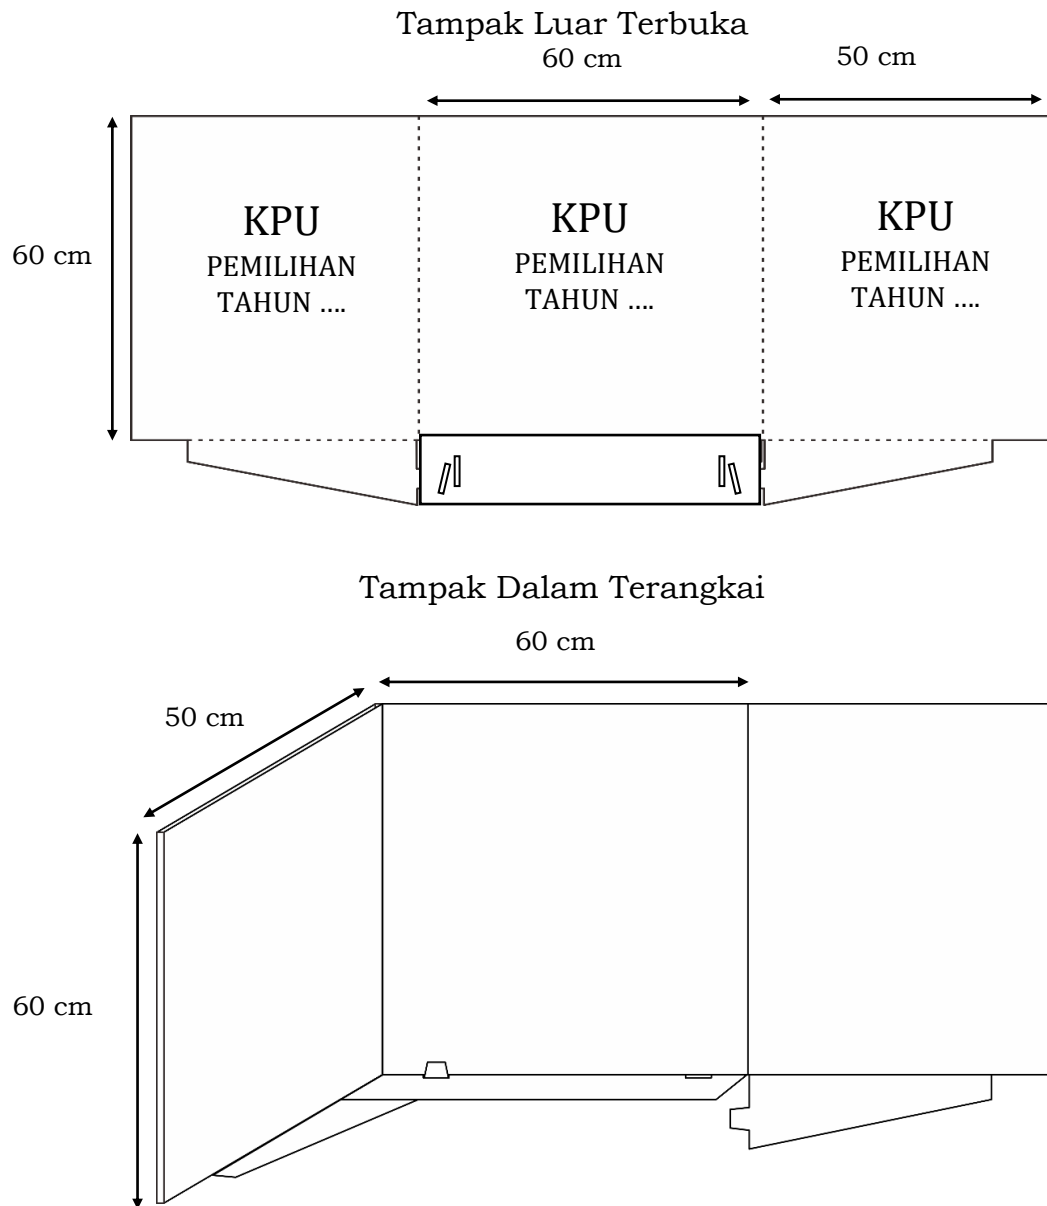 Tampak Luar Terbuka
60 cm
50 cm
60 cm
KPU
PEMILIHAN
TAHUN ....
KPU
PEMILIHAN
TAHUN ....
KPU
PEMILIHAN
TAHUN ....
Tampak Dalam Terangkai
60 cm
50 cm
60 cm